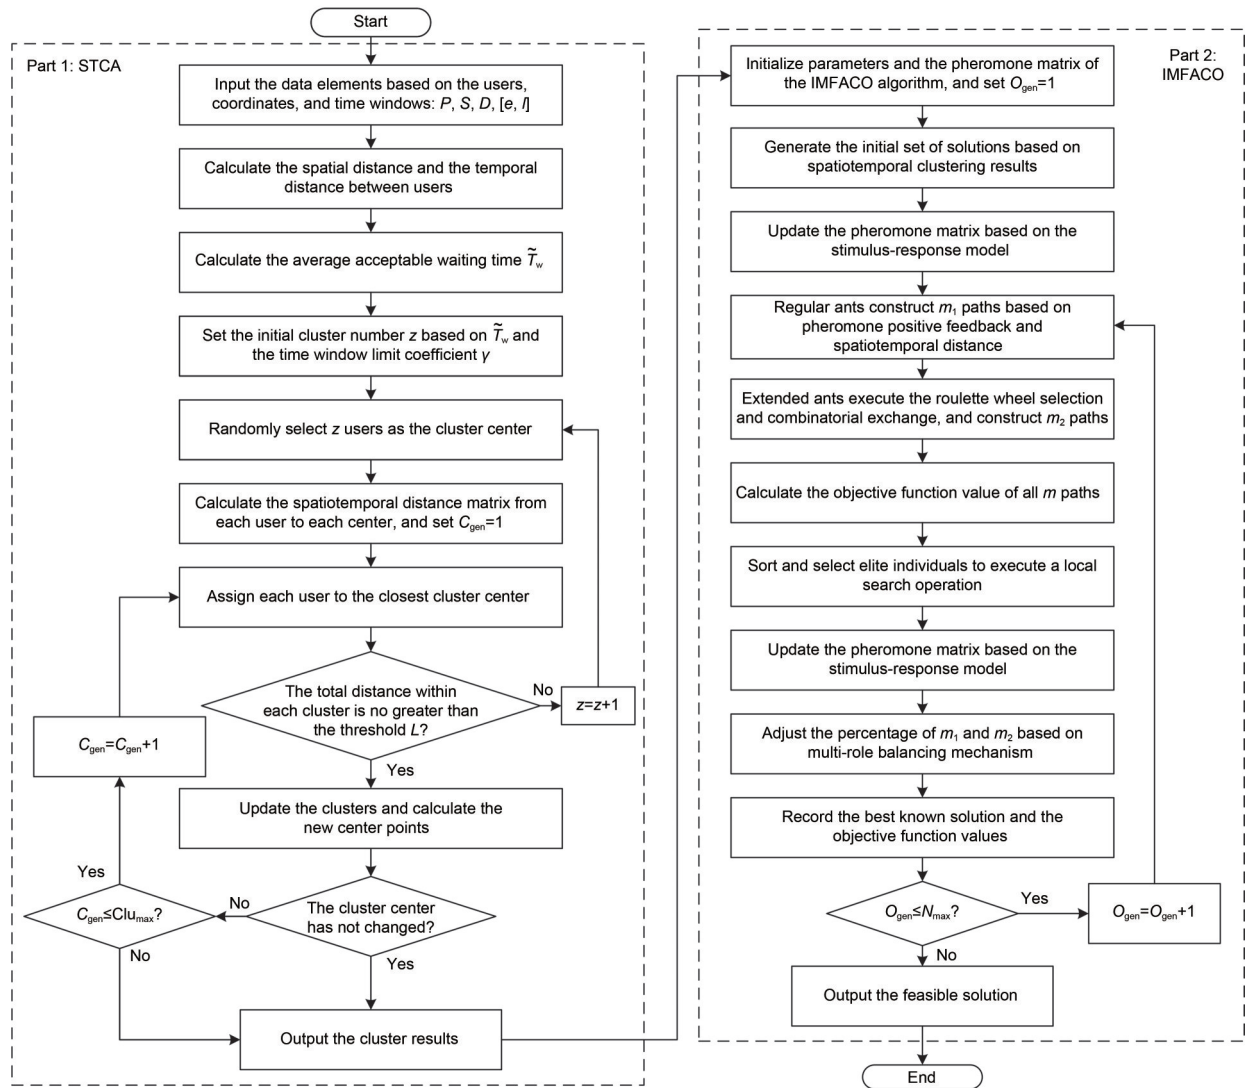 Start
Part 1: STCA
Input the data elements based on the users,
coordinates, and time windows: P, S, D, [e, l]
Calculate the spatial distance and the temporal
distance between users
Calculate the average acceptable waiting time T̃w
Set the initial cluster number z based on T̃w and
the time window limit coefficient γ
Randomly select z users as the cluster center
Calculate the spatiotemporal distance matrix from
each user to each center, and set Cgen=1
Assign each user to the closest cluster center
The total distance within
each cluster is no greater than
the threshold L?
No
z=z+1
Yes
Cgen=Cgen+1
Update the clusters and calculate the
new center points
The cluster center
has not changed?
No
Cgen≤Clumax?
Yes
No
Yes
Output the cluster results
Part 2:
IMFACO
Initialize parameters and the pheromone matrix of
the IMFACO algorithm, and set Ogen=1
Generate the initial set of solutions based on
spatiotemporal clustering results
Update the pheromone matrix based on the
stimulus-response model
Regular ants construct m1 paths based on
pheromone positive feedback and
spatiotemporal distance
Extended ants execute the roulette wheel selection
and combinatorial exchange, and construct m2 paths
Calculate the objective function value of all m paths
Sort and select elite individuals to execute a local
search operation
Update the pheromone matrix based on the
stimulus-response model
Adjust the percentage of m1 and m2 based on
multi-role balancing mechanism
Record the best known solution and the
objective function values
Ogen≤Nmax?
Yes
Ogen=Ogen+1
No
Output the feasible solution
End